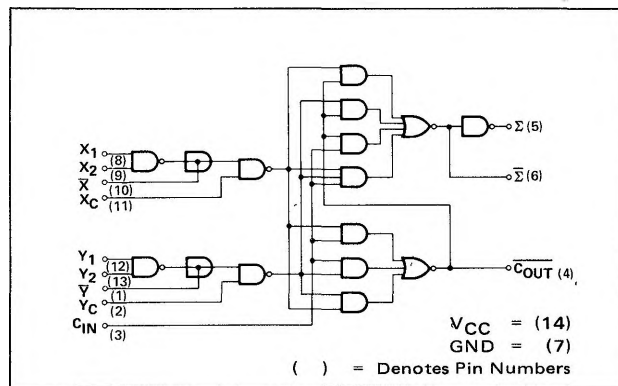 X1 (8)
X2 (9)
X̅ (10)
XC (11)
Y1 (12)
Y2 (13)
Y̅ (1)
YC (2)
CIN (3)
Σ (5)
Σ̅ (6)
C̅O̅U̅T̅ (4)
VCC = (14)
GND = (7)
( ) = Denotes Pin Numbers